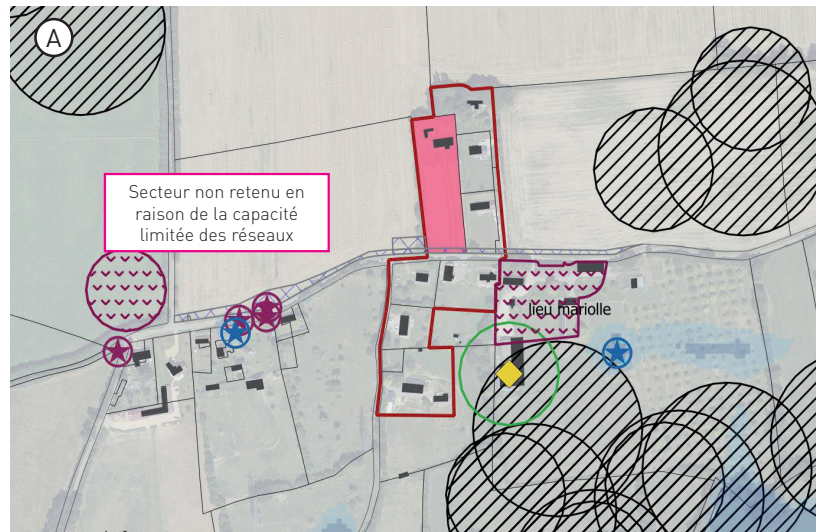 A
Secteur non retenu en
raison de la capacité
limitée des réseaux
lieu mariolle